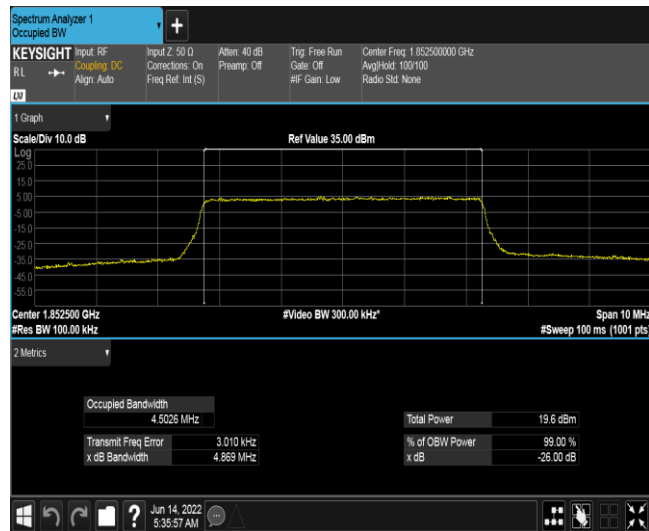 Spectrum Analyzer 1
Occupied BW
+
KEYSIGHT
RL
LXI
Input: RF
Coupling: DC
Align: Auto
Input Z: 50 Ω
Corrections: On
Freq Ref: Int (S)
Atten: 40 dB
Preamp: Off
Trig: Free Run
Gate: Off
#IF Gain: Low
Center Freq: 1.852500000 GHz
Avg|Hold: 100/100
Radio Std: None
1 Graph
Scale/Div 10.0 dB
Ref Value 35.00 dBm
Log
25.0
15.0
5.00
-5.00
-15.0
-25.0
-35.0
-45.0
-55.0
Center 1.852500 GHz
#Video BW 300.00 kHz*
Span 10 MHz
#Res BW 100.00 kHz
#Sweep 100 ms (1001 pts)
2 Metrics
Occupied Bandwidth
4.5026 MHz
Total Power 19.6 dBm
Transmit Freq Error 3.010 kHz
% of OBW Power 99.00 %
x dB Bandwidth 4.869 MHz
x dB -26.00 dB
?
Jun 14, 2022
5:35:57 AM